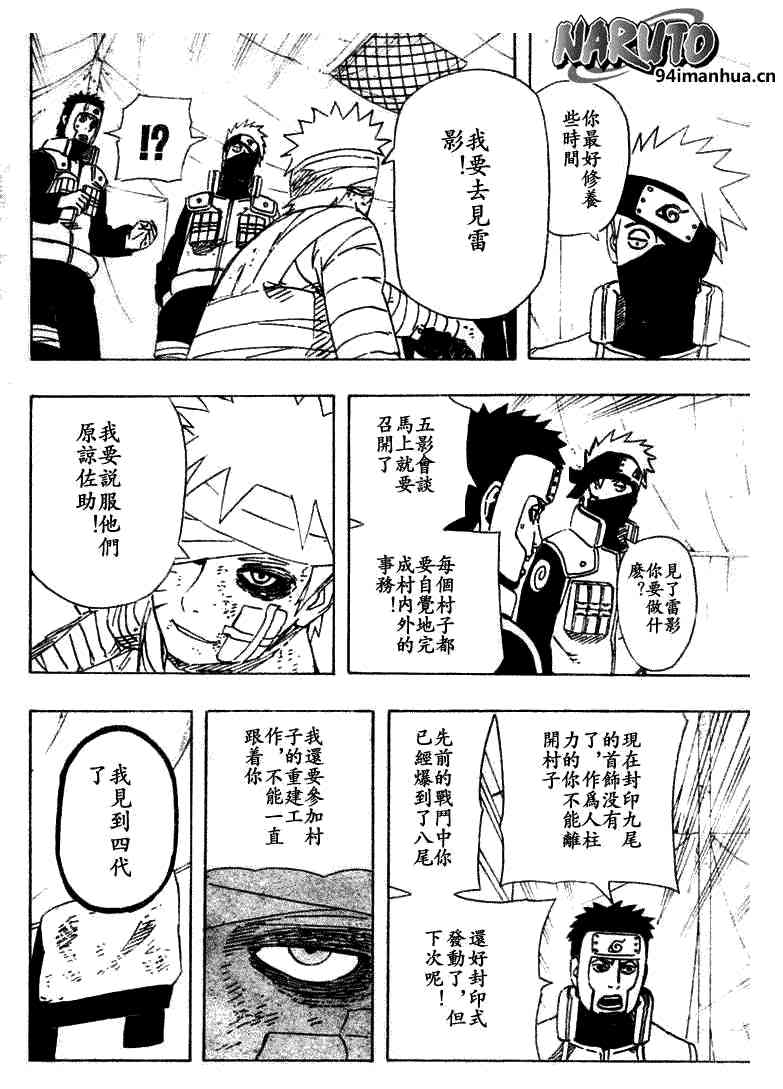 NARUTO
94imanhua.cn
你最好修養
些時間
我要去見雷
影!
!?
五影會談
馬上就要
召開了
見了雷影
你要做什
麽?
每個村子都
要自覺地完
成村内外的
事務!
我要説服他們
原諒佐助!
現在封印九尾
的首飾没有
了，作爲人柱
力的你不能離
開村子
先前的戰鬥中你
已經爆到了八尾
還好封印式
發動了，但
下次呢!
我還要參加村
子的重建工
作，不能一直
跟着你
我見到四代
了